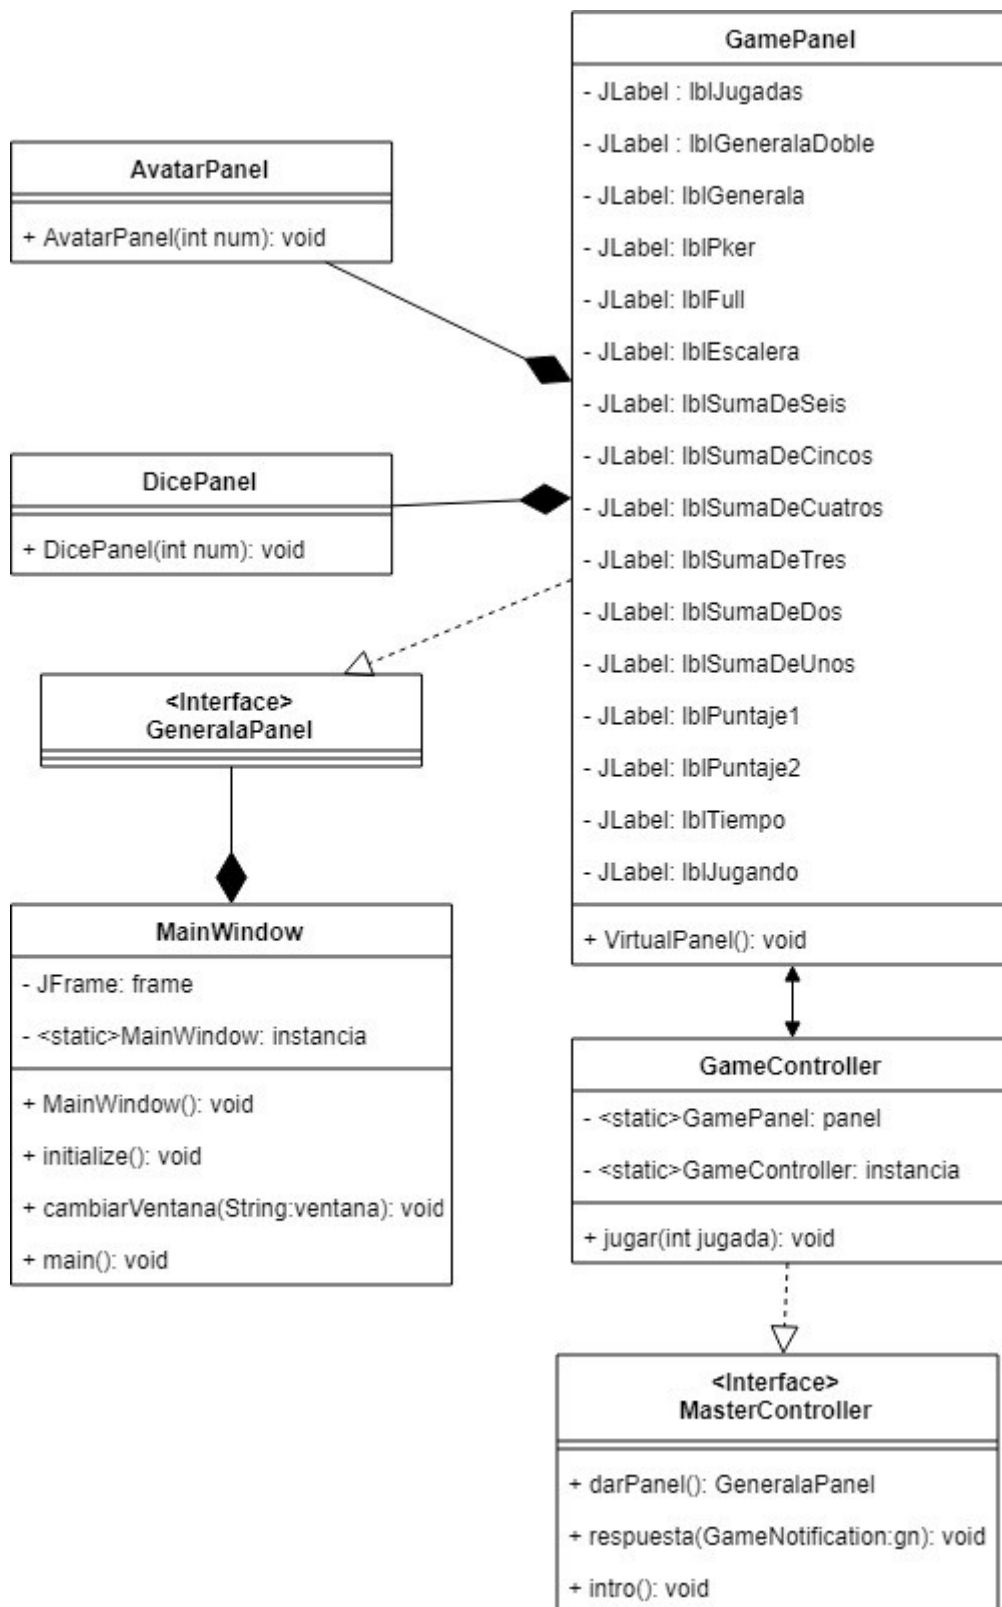 GamePanel
- JLabel : lblJugadas
- JLabel : lblGeneralaDoble
- JLabel: lblGenerala
- JLabel: lblPker
- JLabel: lblFull
- JLabel: lblEscalera
- JLabel: lblSumaDeSeis
- JLabel: lblSumaDeCincos
- JLabel: lblSumaDeCuatros
- JLabel: lblSumaDeTres
- JLabel: lblSumaDeDos
- JLabel: lblSumaDeUnos
- JLabel: lblPuntaje1
- JLabel: lblPuntaje2
- JLabel: lblTiempo
- JLabel: lblJugando
+ VirtualPanel(): void
AvatarPanel
+ AvatarPanel(int num): void
DicePanel
+ DicePanel(int num): void
<Interface>
GeneralaPanel
MainWindow
- JFrame: frame
- <static>MainWindow: instancia
+ MainWindow(): void
+ initialize(): void
+ cambiarVentana(String:ventana): void
+ main(): void
GameController
- <static>GamePanel: panel
- <static>GameController: instancia
+ jugar(int jugada): void
<Interface>
MasterController
+ darPanel(): GeneralaPanel
+ respuesta(GameNotification:gn): void
+ intro(): void